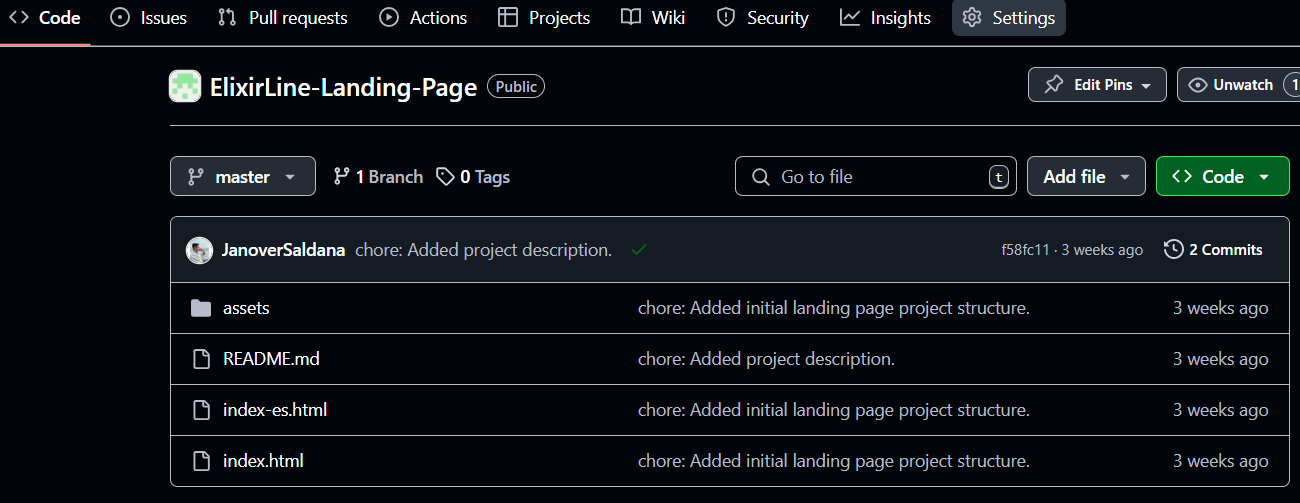 Code Issues Pull requests Actions Projects Wiki Security Insights Settings
ElixirLine-Landing-Page Public Edit Pins Unwatch 1
master 1 Branch 0 Tags Go to file t Add file Code
JanoverSaldana chore: Added project description. f58fc11 · 3 weeks ago 2 Commits
assets chore: Added initial landing page project structure. 3 weeks ago
README.md chore: Added project description. 3 weeks ago
index-es.html chore: Added initial landing page project structure. 3 weeks ago
index.html chore: Added initial landing page project structure. 3 weeks ago